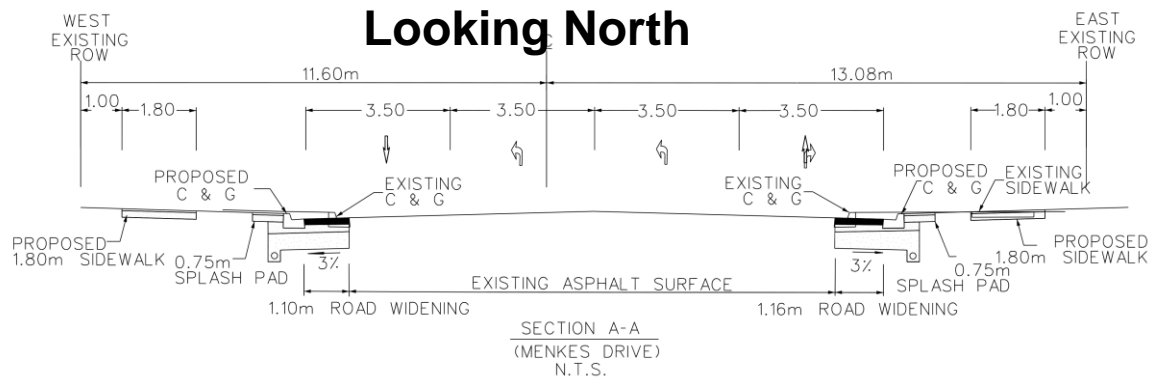 Looking North
WEST
EXISTING
ROW
EAST
EXISTING
ROW
11.60m
13.08m
1.00
1.80
3.50
3.50
3.50
3.50
1.80
1.00
PROPOSED
C & G
EXISTING
C & G
EXISTING
C & G
PROPOSED
C & G
EXISTING
SIDEWALK
PROPOSED
1.80m SIDEWALK
0.75m
SPLASH PAD
3%
EXISTING ASPHALT SURFACE
3%
0.75m
SPLASH PAD
PROPOSED
1.80m SIDEWALK
1.10m ROAD WIDENING
1.16m ROAD WIDENING
SECTION A-A
(MENKES DRIVE)
N.T.S.